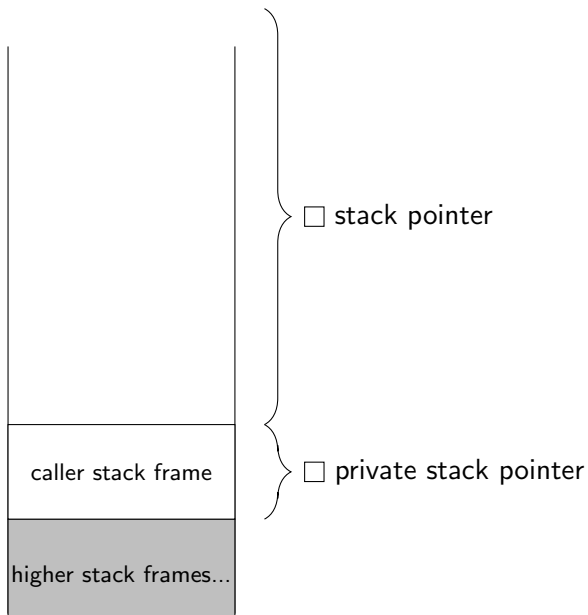 □ stack pointer
caller stack frame
□ private stack pointer
higher stack frames...